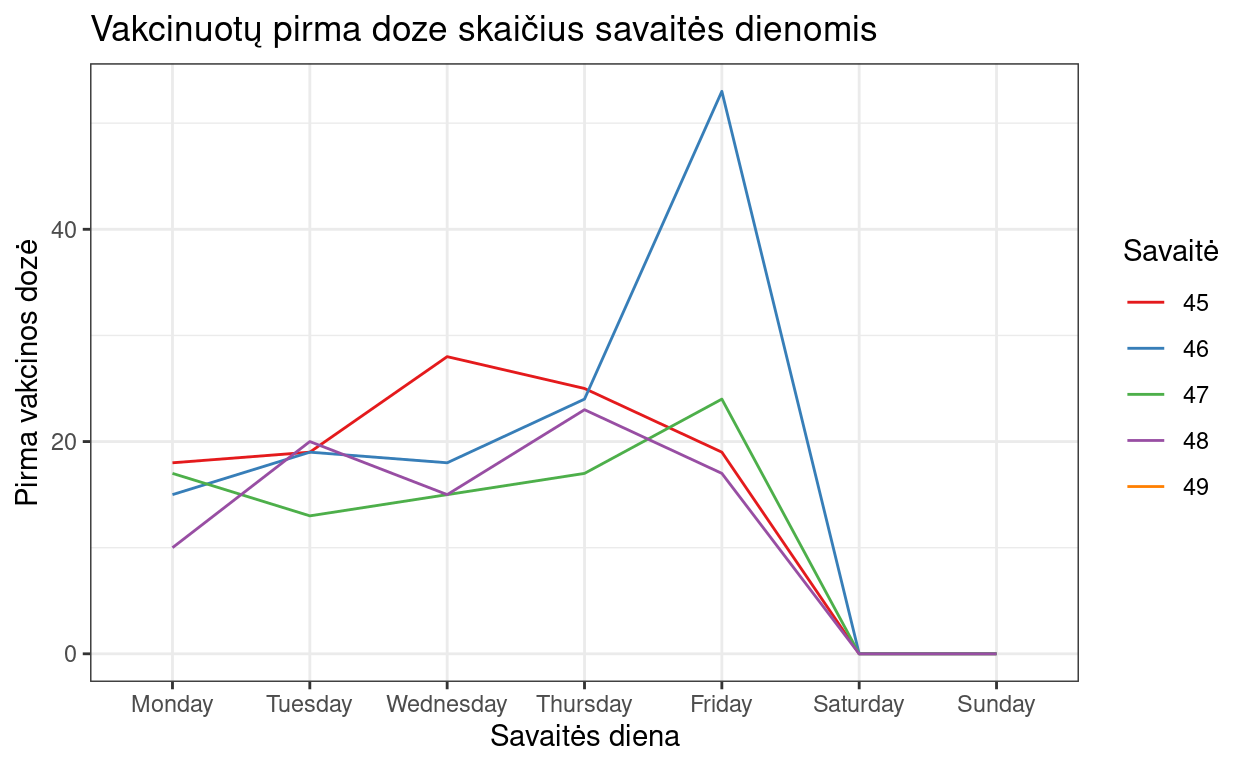 Vakcinuotų pirma doze skaičius savaitės dienomis
Pirma vakcinos dozė
40
20
0
Monday Tuesday Wednesday Thursday Friday Saturday Sunday
Savaitės diena
Savaitė
45
46
47
48
49